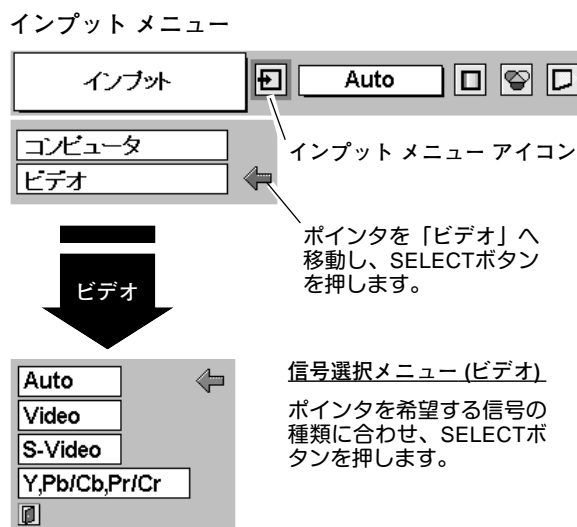 インプット メニュー
インプット
Auto
コンピュータ
ビデオ
インプット メニュー アイコン
ポインタを「ビデオ」へ
移動し、SELECTボタン
を押します。
ビデオ
Auto
Video
S-Video
Y,Pb/Cb,Pr/Cr
信号選択メニュー (ビデオ)
ポインタを希望する信号の
種類に合わせ、SELECTボ
タンを押します。